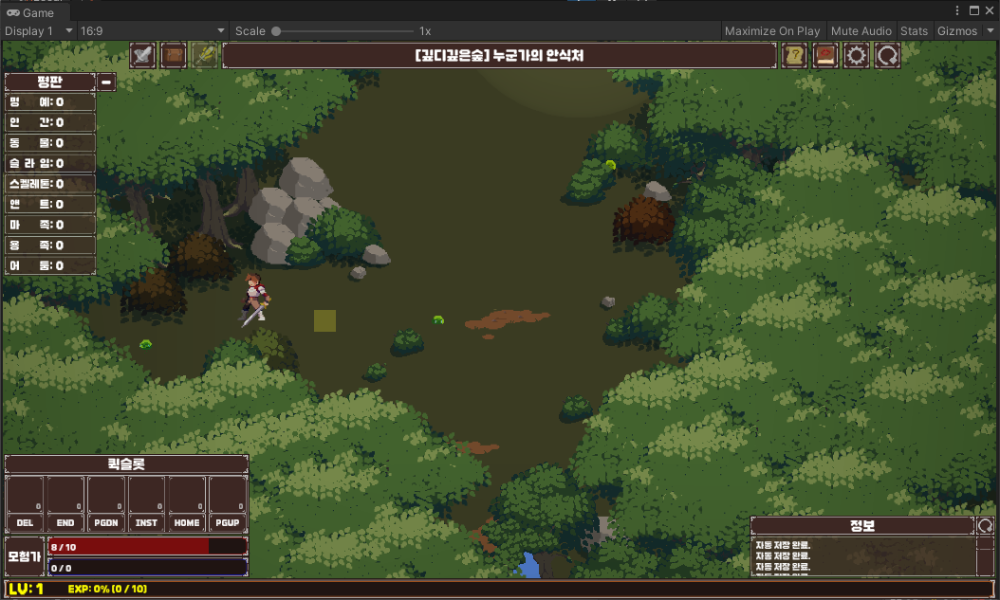 Game
Display 1 16:9 Scale 1x Maximize On Play Mute Audio Stats Gizmos
[깊디깊은숲] 누군가의 안식처
평판
명 예: 0
인 간: 0
동 물: 0
슬 라 임: 0
스켈레톤: 0
앤 트: 0
마 족: 0
용 족: 0
어 둠: 0
퀵슬롯
0 0 0 0 0 0
DEL END PGDN INST HOME PGUP
모험가
8 / 10
0 / 0
정보
자동 저장 완료.
자동 저장 완료.
자동 저장 완료.
LV: 1 EXP: 0% (0 / 10)